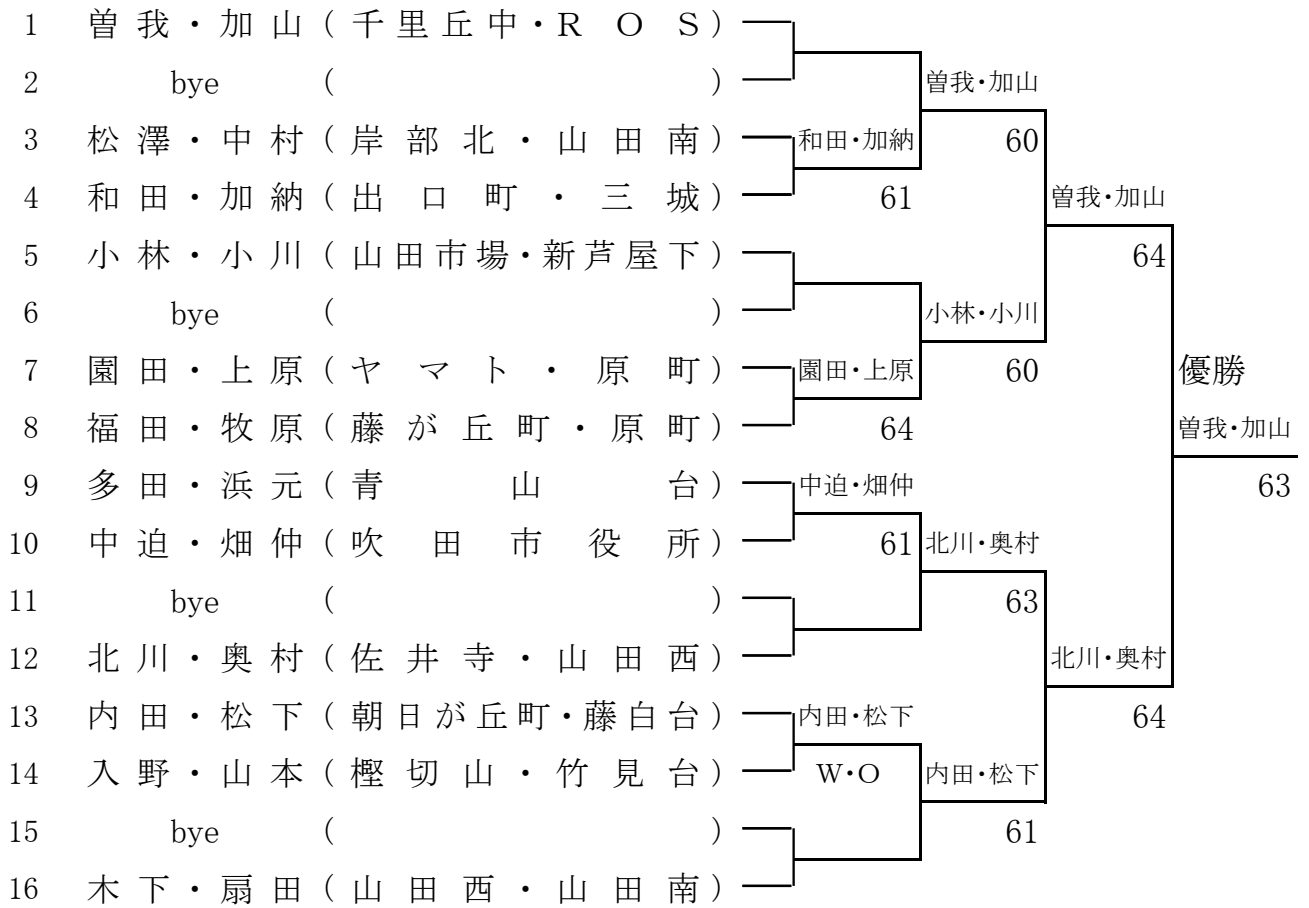 1 曽我・加山(千里丘中・ROS)
2 bye ( ) 曽我・加山
3 松澤・中村(岸部北・山田南) 和田・加納 60
4 和田・加納(出口町・三城) 61 曽我・加山
5 小林・小川(山田市場・新芦屋下) 64
6 bye ( ) 小林・小川
7 園田・上原(ヤマト・原町) 園田・上原 60 優勝
8 福田・牧原(藤が丘町・原町) 64 曽我・加山
9 多田・浜元(青山台) 中迫・畑仲 63
10 中迫・畑仲(吹田市役所) 61 北川・奥村
11 bye ( ) 63
12 北川・奥村(佐井寺・山田西) 北川・奥村
13 内田・松下(朝日が丘町・藤白台) 内田・松下 64
14 入野・山本(樫切山・竹見台) W・O 内田・松下
15 bye ( ) 61
16 木下・扇田(山田西・山田南)